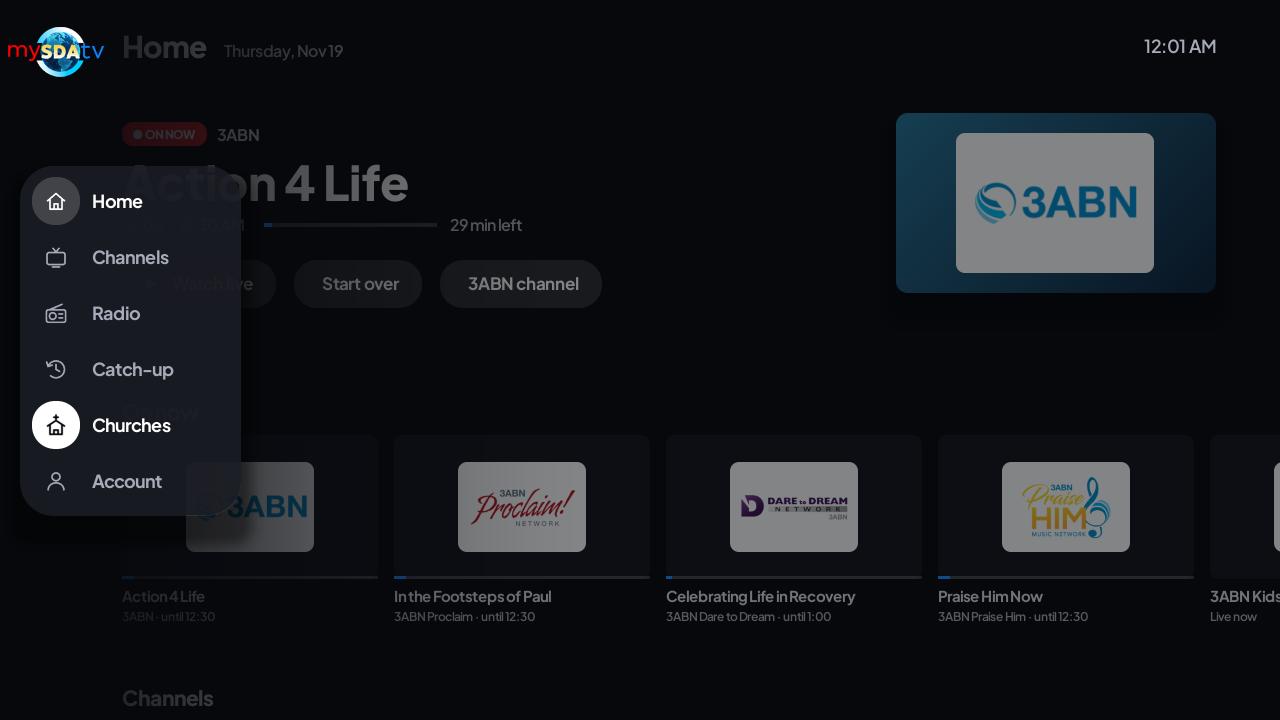 mySDAtv
Home
Thursday, Nov 19
12:01 AM
ON NOW
3ABN
Action 4 Life
29 min left
Watch live
Start over
3ABN channel
3ABN
Home
Channels
Radio
Catch-up
Churches
Account
3ABN
3ABN
Proclaim!
NETWORK
DARE to DREAM
NETWORK
3ABN
3ABN
Praise
HIM
MUSIC NETWORK
Action 4 Life
3ABN · until 12:30
In the Footsteps of Paul
3ABN Proclaim · until 12:30
Celebrating Life in Recovery
3ABN Dare to Dream · until 1:00
Praise Him Now
3ABN Praise Him · until 12:30
3ABN Kids
Live now
Channels